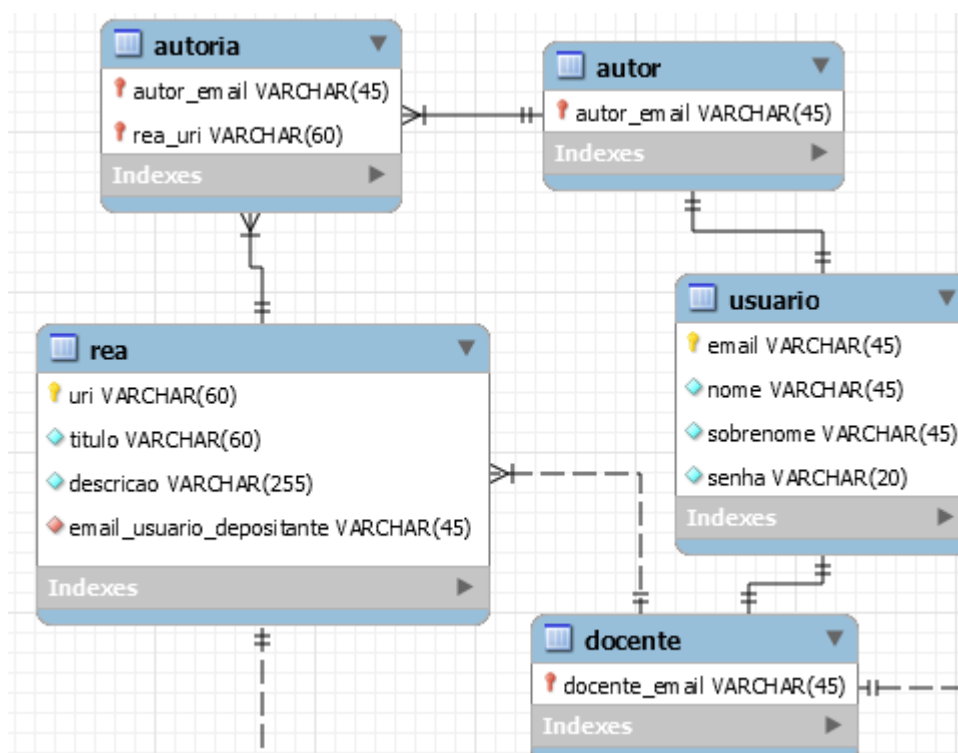 autoria
autor_email VARCHAR(45)
rea_uri VARCHAR(60)
Indexes
autor
autor_email VARCHAR(45)
Indexes
usuario
email VARCHAR(45)
nome VARCHAR(45)
sobrenome VARCHAR(45)
senha VARCHAR(20)
Indexes
rea
uri VARCHAR(60)
titulo VARCHAR(60)
descricao VARCHAR(255)
email_usuario_depositante VARCHAR(45)
Indexes
docente
docente_email VARCHAR(45)
Indexes